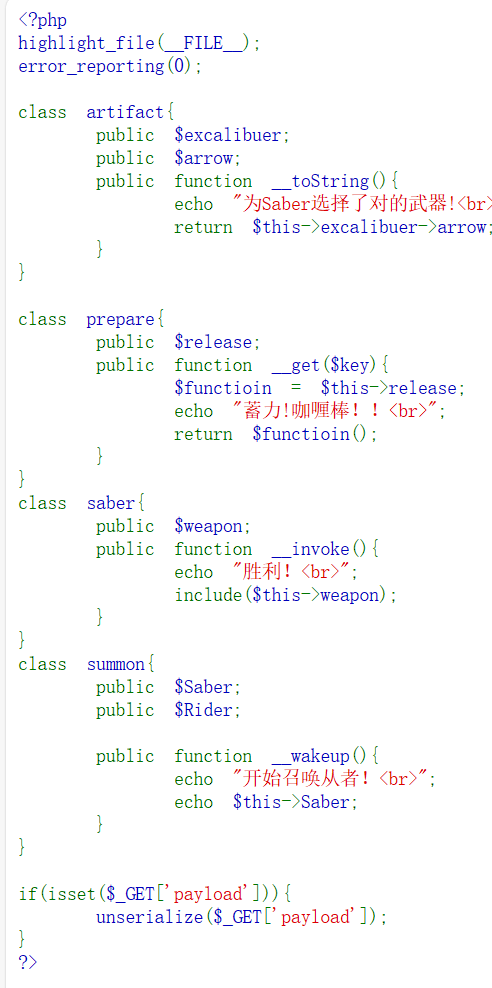 <?php
highlight_file(__FILE__);
error_reporting(0);
class artifact{
public $excalibuer;
public $arrow;
public function __toString(){
echo "为Saber选择了对的武器!<br>
return $this->excalibuer->arrow;
}
}
class prepare{
public $release;
public function __get($key){
$functioin = $this->release;
echo "蓄力!咖喱棒！！<br>";
return $functioin();
}
}
class saber{
public $weapon;
public function __invoke(){
echo "胜利！<br>";
include($this->weapon);
}
}
class summon{
public $Saber;
public $Rider;
public function __wakeup(){
echo "开始召唤从者！<br>";
echo $this->Saber;
}
}
if(isset($_GET['payload'])){
unserialize($_GET['payload']);
}
?>